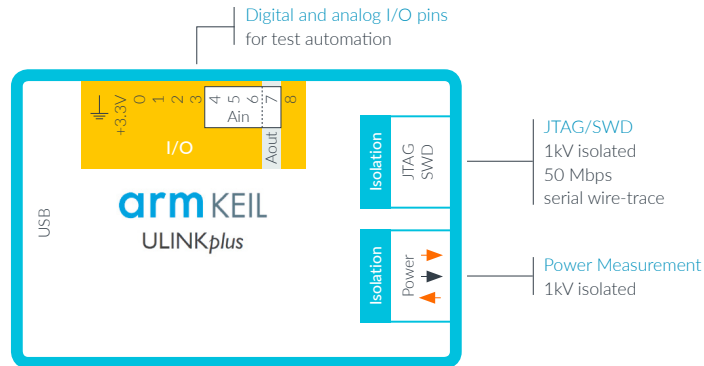 Digital and analog I/O pins
for test automation
+3.3V 0 1 2 3 4 5 6 7 8
Ain
I/O
Aout
arm KEIL
ULINKplus
USB
Isolation
JTAG
SWD
JTAG/SWD
1kV isolated
50 Mbps
serial wire-trace
Isolation
Power
Power Measurement
1kV isolated